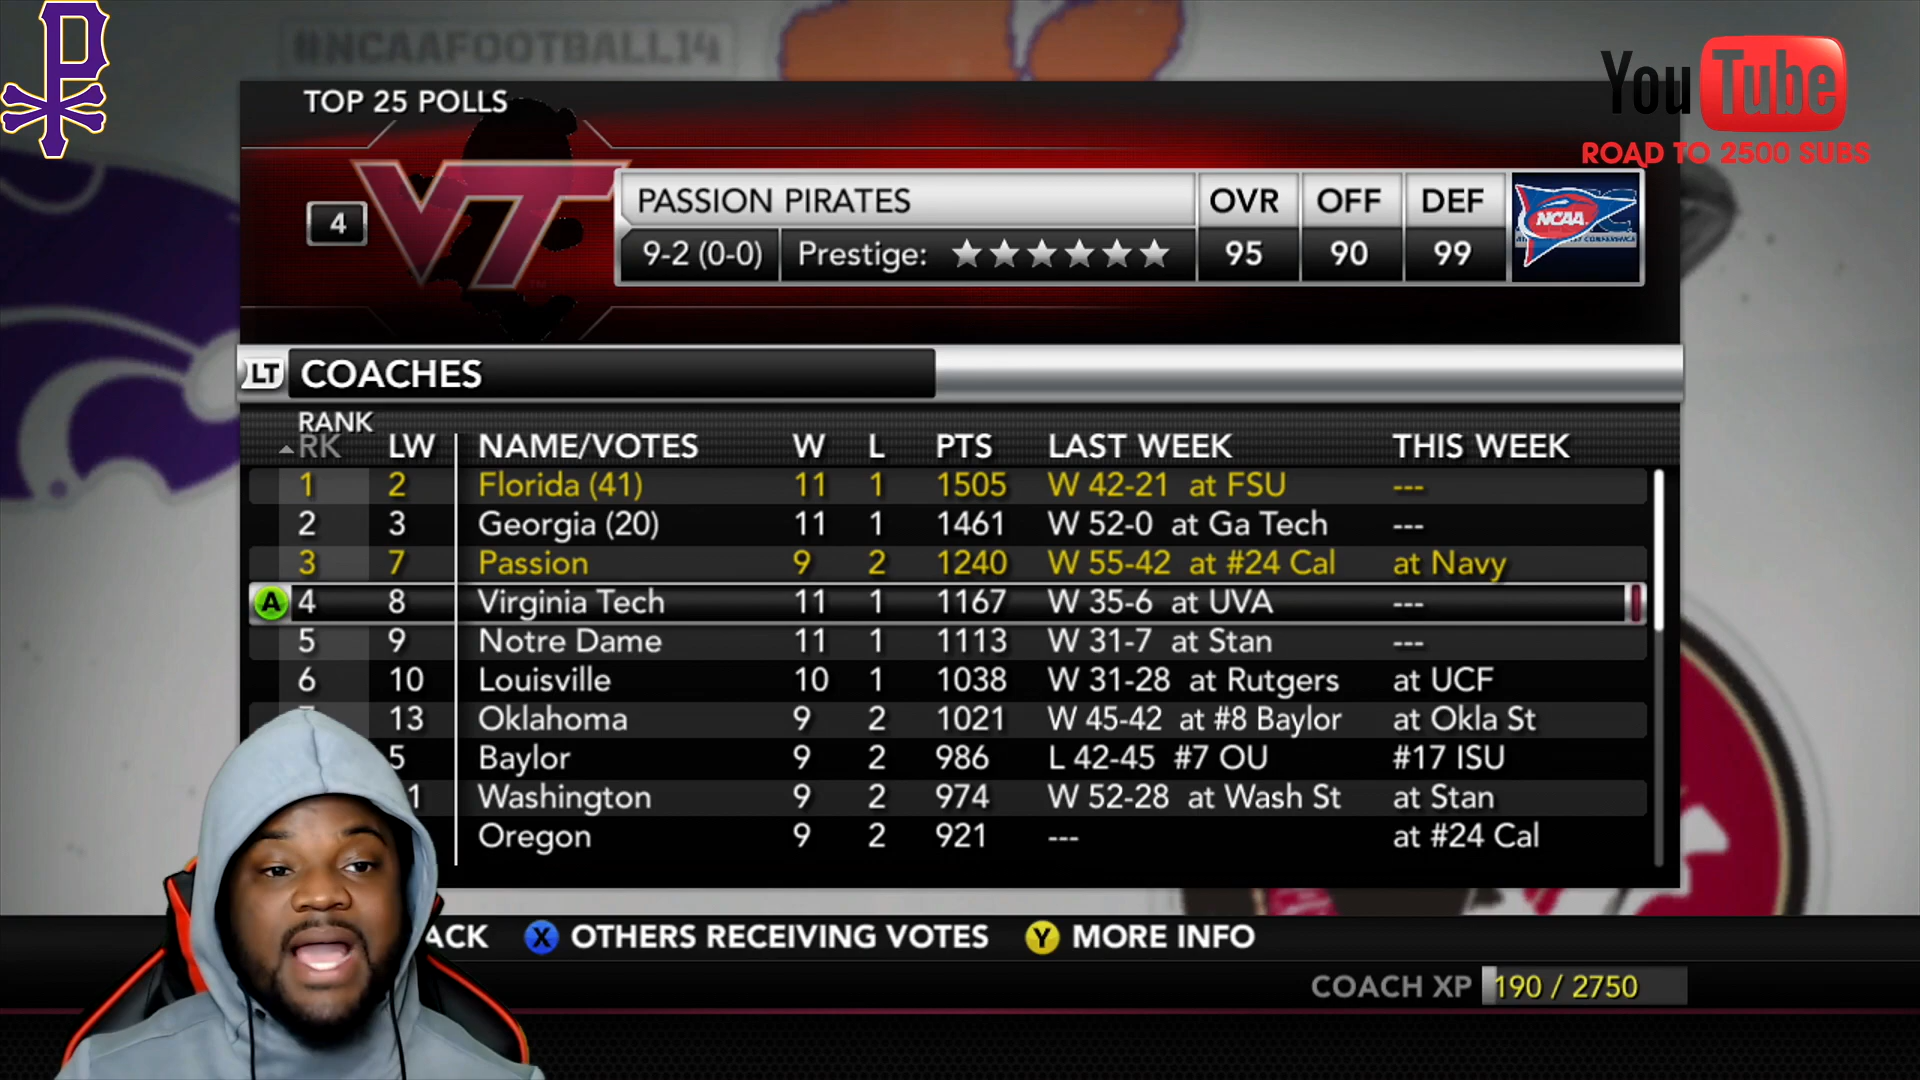 #NCAAFOOTBALL14
YouTube
ROAD TO 2500 SUBS
TOP 25 POLLS
4
VT
PASSION PIRATES OVR OFF DEF
9-2 (0-0) Prestige: 95 90 99
NCAA
LT COACHES
RANK
RK LW NAME/VOTES W L PTS LAST WEEK THIS WEEK
1 2 Florida (41) 11 1 1505 W 42-21 at FSU ---
2 3 Georgia (20) 11 1 1461 W 52-0 at Ga Tech ---
3 7 Passion 9 2 1240 W 55-42 at #24 Cal at Navy
A 4 8 Virginia Tech 11 1 1167 W 35-6 at UVA ---
5 9 Notre Dame 11 1 1113 W 31-7 at Stan ---
6 10 Louisville 10 1 1038 W 31-28 at Rutgers at UCF
13 Oklahoma 9 2 1021 W 45-42 at #8 Baylor at Okla St
5 Baylor 9 2 986 L 42-45 #7 OU #17 ISU
1 Washington 9 2 974 W 52-28 at Wash St at Stan
Oregon 9 2 921 --- at #24 Cal
ACK X OTHERS RECEIVING VOTES Y MORE INFO
COACH XP 190 / 2750